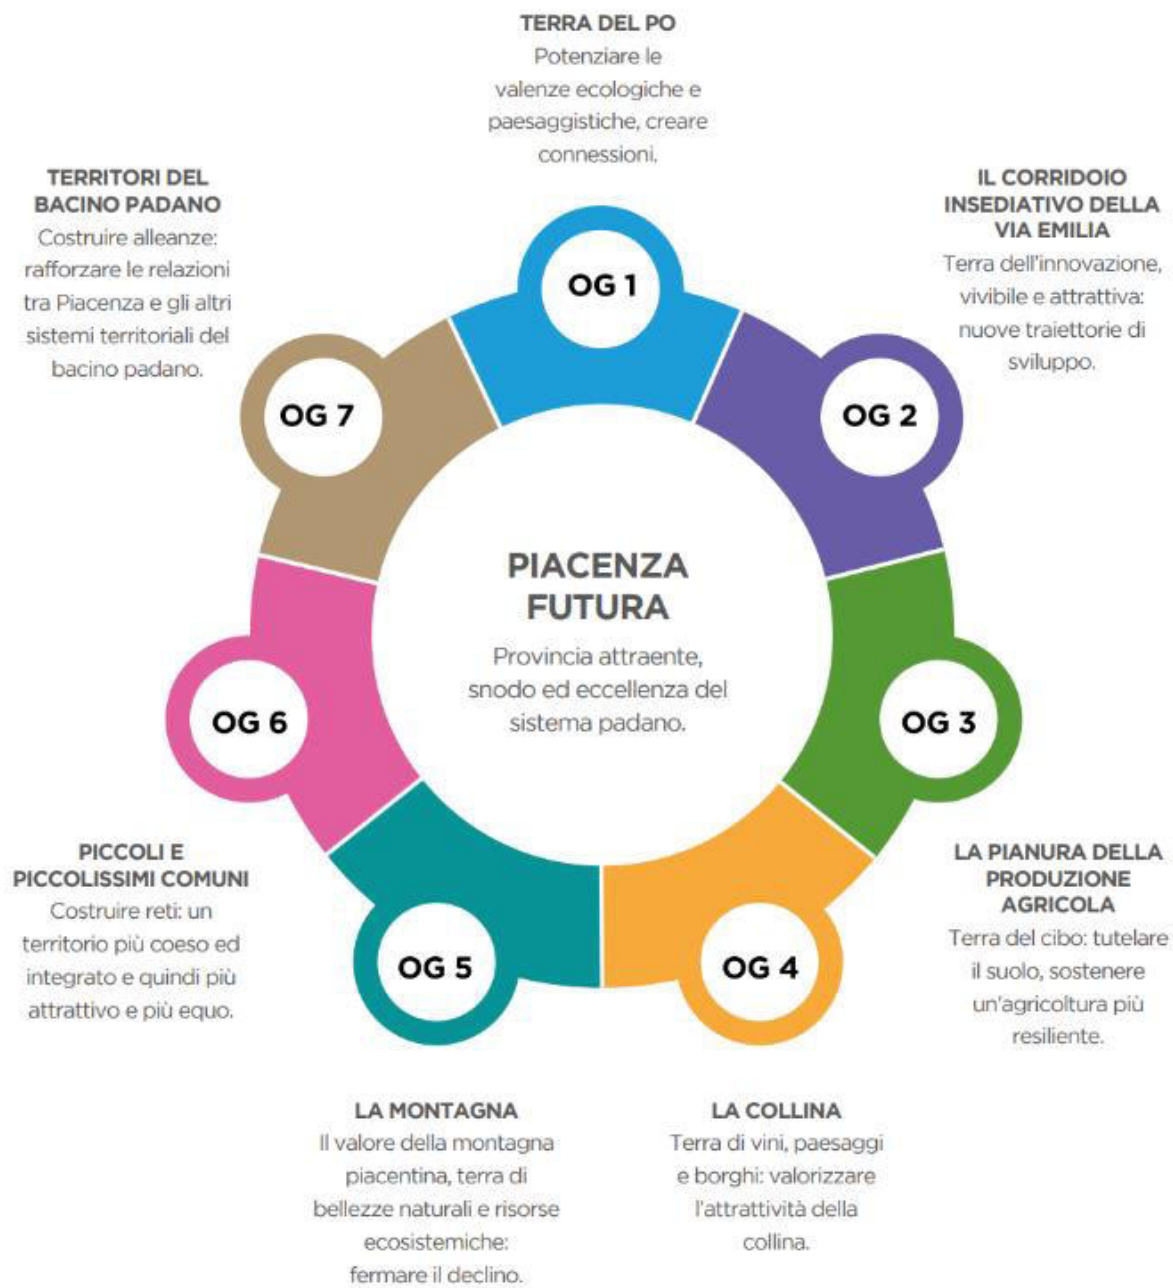 TERRA DEL PO
Potenziare le
valenze ecologiche e
paesaggistiche, creare
connessioni.
TERRITORI DEL
BACINO PADANO
Costruire alleanze:
rafforzare le relazioni
tra Piacenza e gli altri
sistemi territoriali del
bacino padano.
IL CORRIDOIO
INSEDIATIVO DELLA
VIA EMILIA
Terra dell'innovazione,
vivibile e attrattiva:
nuove traiettorie di
sviluppo.
OG 1
OG 7
OG 2
PIACENZA
FUTURA
Provincia attraente,
snodo ed eccellenza del
sistema padano.
OG 6
OG 3
PICCOLI E
PICCOLISSIMI COMUNI
Costruire reti: un
territorio più coeso ed
integrato e quindi più
attrattivo e più equo.
LA PIANURA DELLA
PRODUZIONE
AGRICOLA
Terra del cibo: tutelare
il suolo, sostenere
un'agricoltura più
resiliente.
OG 5
OG 4
LA MONTAGNA
Il valore della montagna
piacentina, terra di
bellezze naturali e risorse
ecosistemiche:
fermare il declino.
LA COLLINA
Terra di vini, paesaggi
e borghi: valorizzare
l'attrattività della
collina.